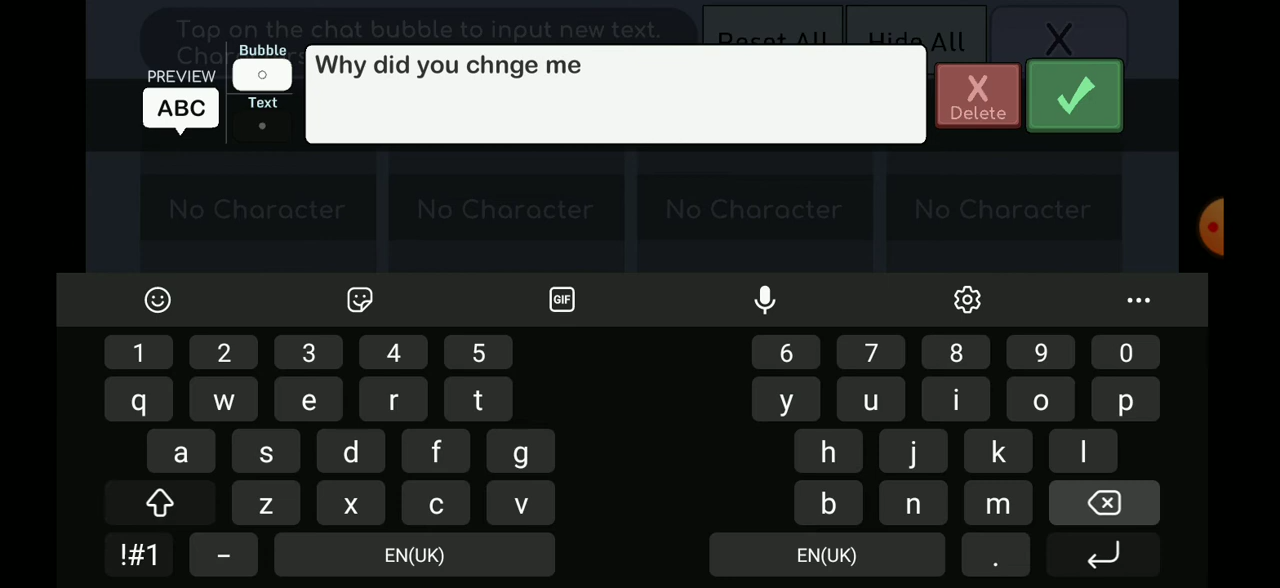 Tap on the chat bubble to input new text.
Reset All
Hide All
X
Bubble
PREVIEW
ABC
Text
Why did you chnge me
X
Delete
No Character
No Character
No Character
No Character
GIF
1 2 3 4 5 6 7 8 9 0
q w e r t y u i o p
a s d f g h j k l
z x c v b n m
!#1 - EN(UK) EN(UK) .